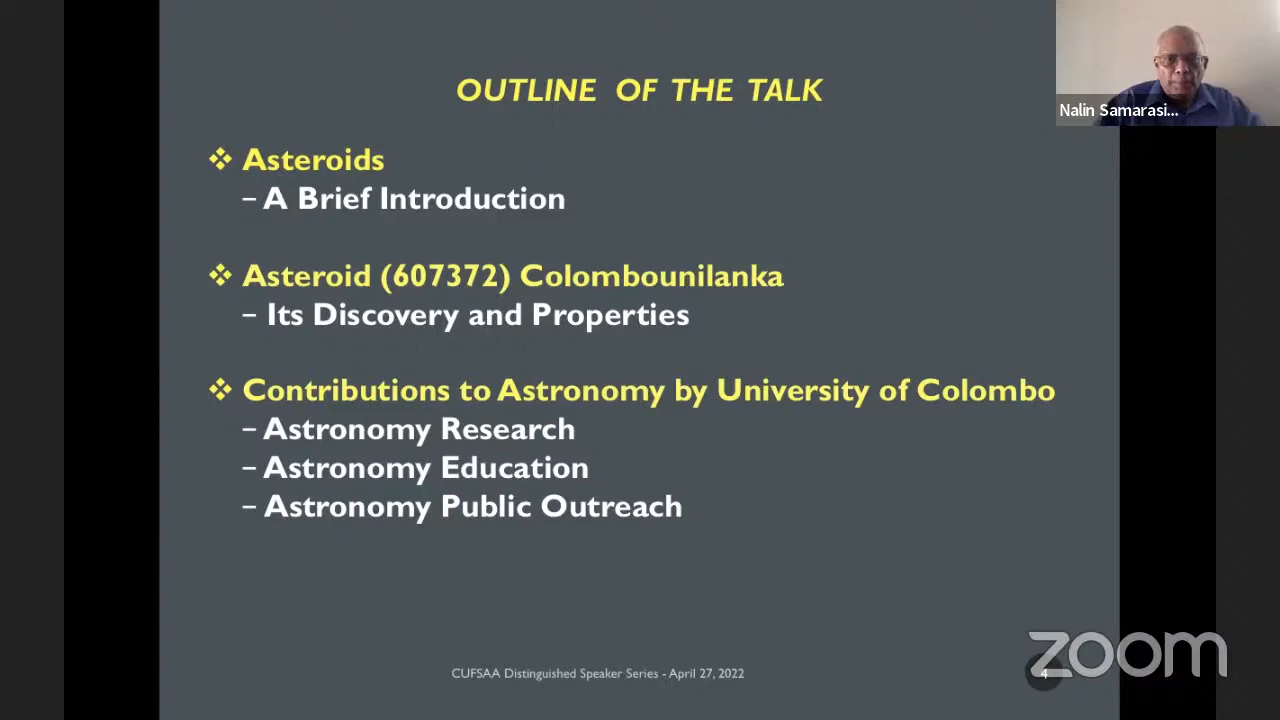 OUTLINE OF THE TALK
Nalin Samarasi...
❖ Asteroids
– A Brief Introduction
❖ Asteroid (607372) Colombounilanka
– Its Discovery and Properties
❖ Contributions to Astronomy by University of Colombo
– Astronomy Research
– Astronomy Education
– Astronomy Public Outreach
CUFSAA Distinguished Speaker Series - April 27, 2022
4
zoom